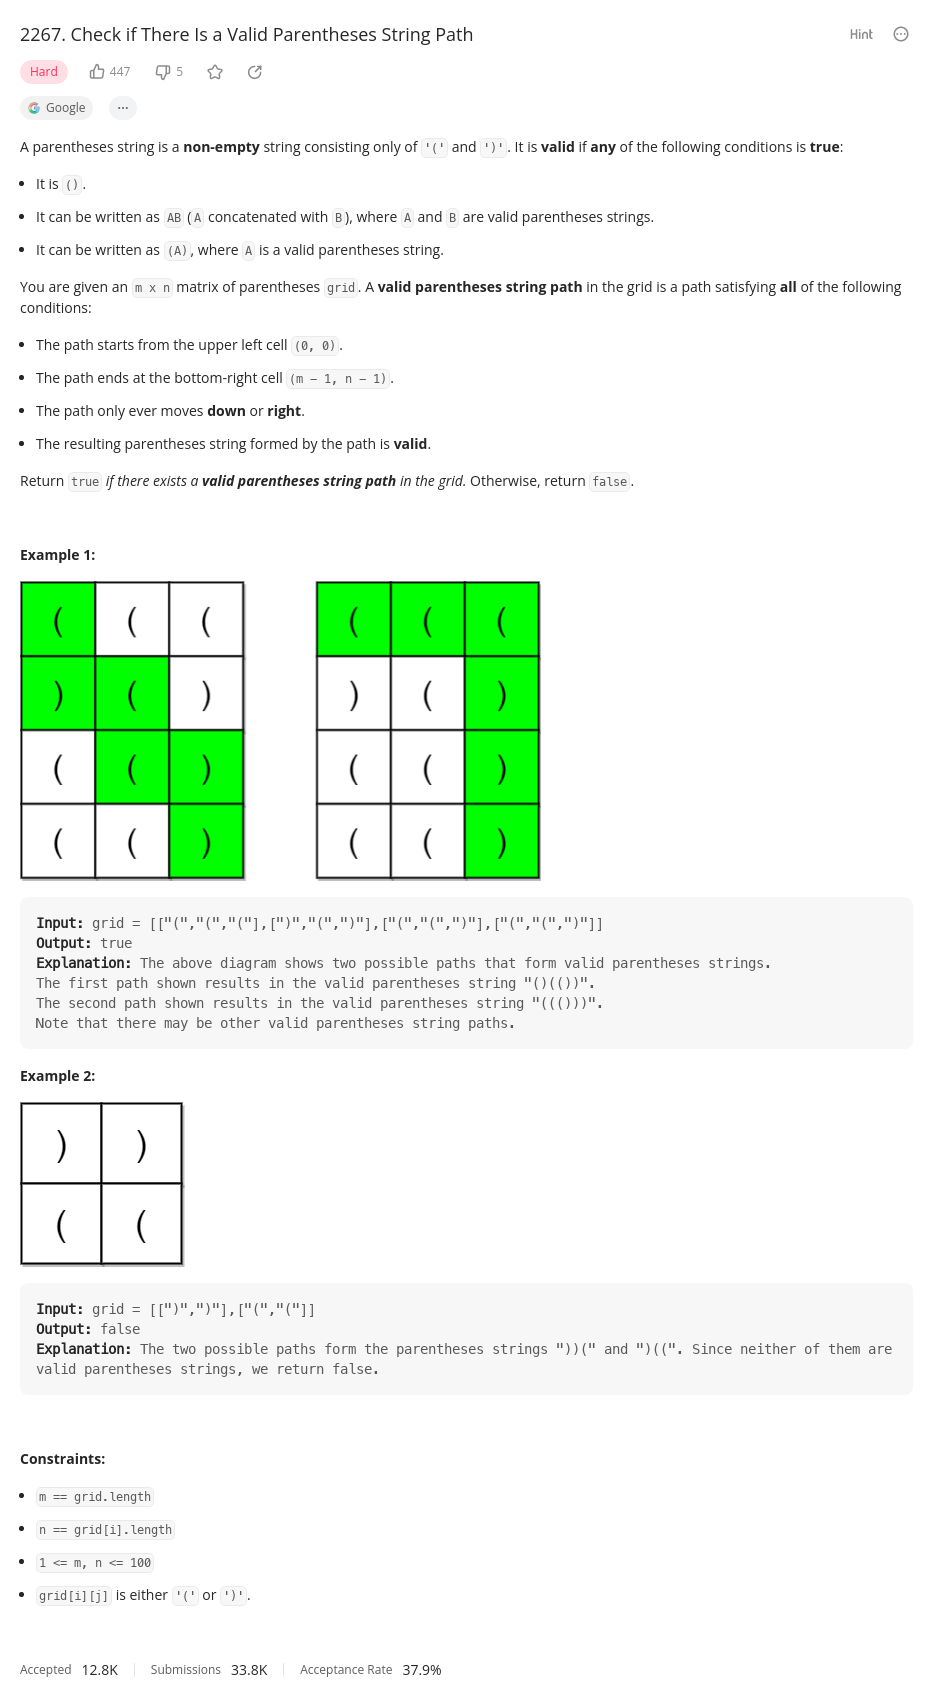 2267. Check if There Is a Valid Parentheses String Path
Hint
Hard
447
5
Google
A parentheses string is a non-empty string consisting only of '(' and ')'. It is valid if any of the following conditions is true:
It is ().
It can be written as AB (A concatenated with B), where A and B are valid parentheses strings.
It can be written as (A), where A is a valid parentheses string.
You are given an m x n matrix of parentheses grid. A valid parentheses string path in the grid is a path satisfying all of the following
conditions:
The path starts from the upper left cell (0, 0).
The path ends at the bottom-right cell (m - 1, n - 1).
The path only ever moves down or right.
The resulting parentheses string formed by the path is valid.
Return true if there exists a valid parentheses string path in the grid. Otherwise, return false.
Example 1:
( ( (
) ( )
( ( )
( ( )
( ( (
) ( )
( ( )
( ( )
Input: grid = [["(","(","("],[")","(",")"],["(","(",")"],["(","(",")"]]
Output: true
Explanation: The above diagram shows two possible paths that form valid parentheses strings.
The first path shown results in the valid parentheses string "()(())".
The second path shown results in the valid parentheses string "((()))".
Note that there may be other valid parentheses string paths.
Example 2:
) )
( (
Input: grid = [[")",")"],["(","("]]
Output: false
Explanation: The two possible paths form the parentheses strings "))(" and ")((". Since neither of them are
valid parentheses strings, we return false.
Constraints:
m == grid.length
n == grid[i].length
1 <= m, n <= 100
grid[i][j] is either '(' or ')'.
Accepted 12.8K Submissions 33.8K Acceptance Rate 37.9%